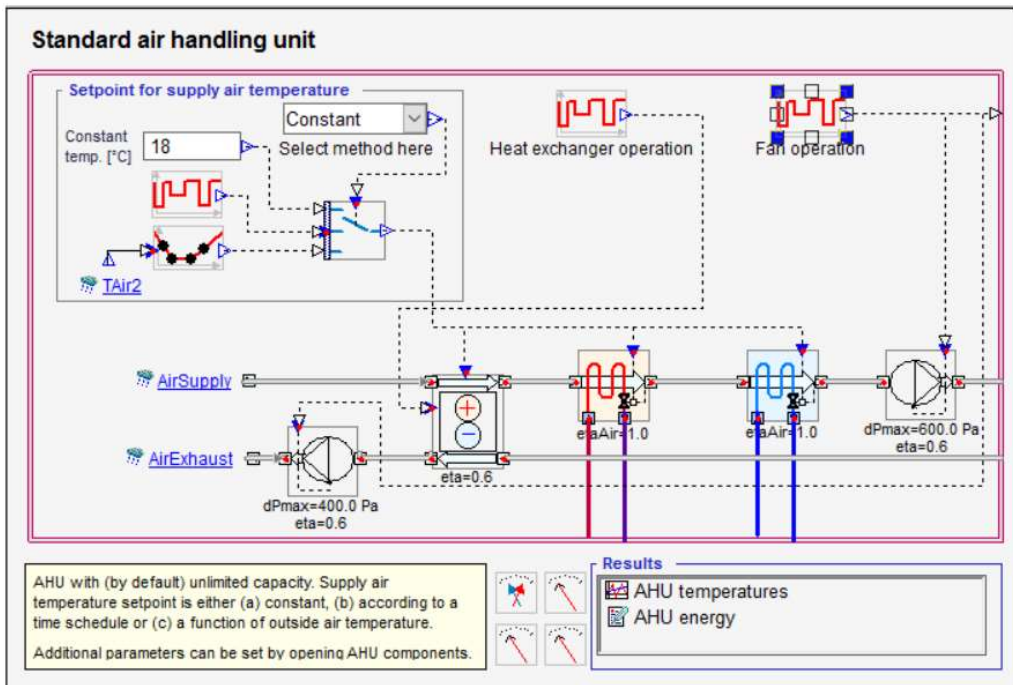 Standard air handling unit
Setpoint for supply air temperature
Constant
Constant
temp. [°C]
18
Select method here
Heat exchanger operation
Fan operation
TAir2
AirSupply
AirExhaust
etaAir=1.0
etaAir=1.0
dPmax=600.0 Pa
eta=0.6
eta=0.6
dPmax=400.0 Pa
eta=0.6
AHU with (by default) unlimited capacity. Supply air
temperature setpoint is either (a) constant, (b) according to a
time schedule or (c) a function of outside air temperature.
Additional parameters can be set by opening AHU components.
Results
AHU temperatures
AHU energy